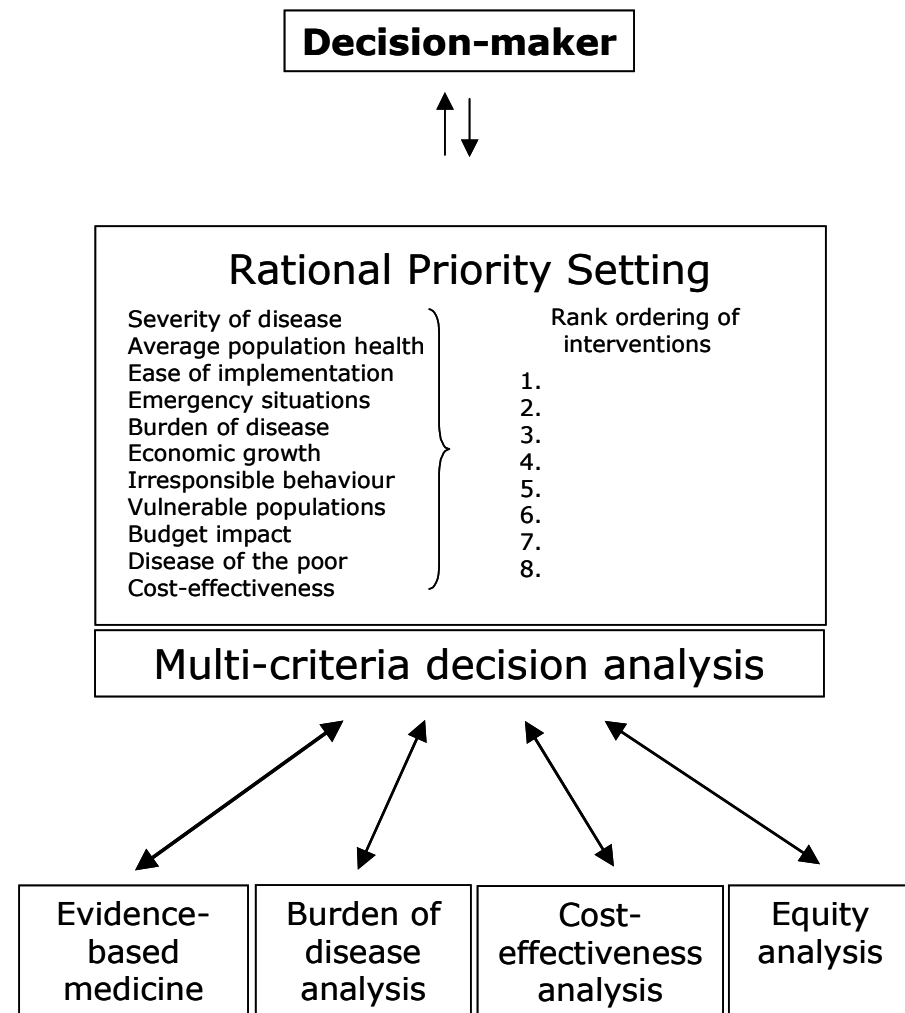 Decision-maker
Rational Priority Setting
Severity of disease
Average population health
Ease of implementation
Emergency situations
Burden of disease
Economic growth
Irresponsible behaviour
Vulnerable populations
Budget impact
Disease of the poor
Cost-effectiveness
Rank ordering of
interventions
1.
2.
3.
4.
5.
6.
7.
8.
Multi-criteria decision analysis
Evidence-
based
medicine
Burden of
disease
analysis
Cost-
effectiveness
analysis
Equity
analysis